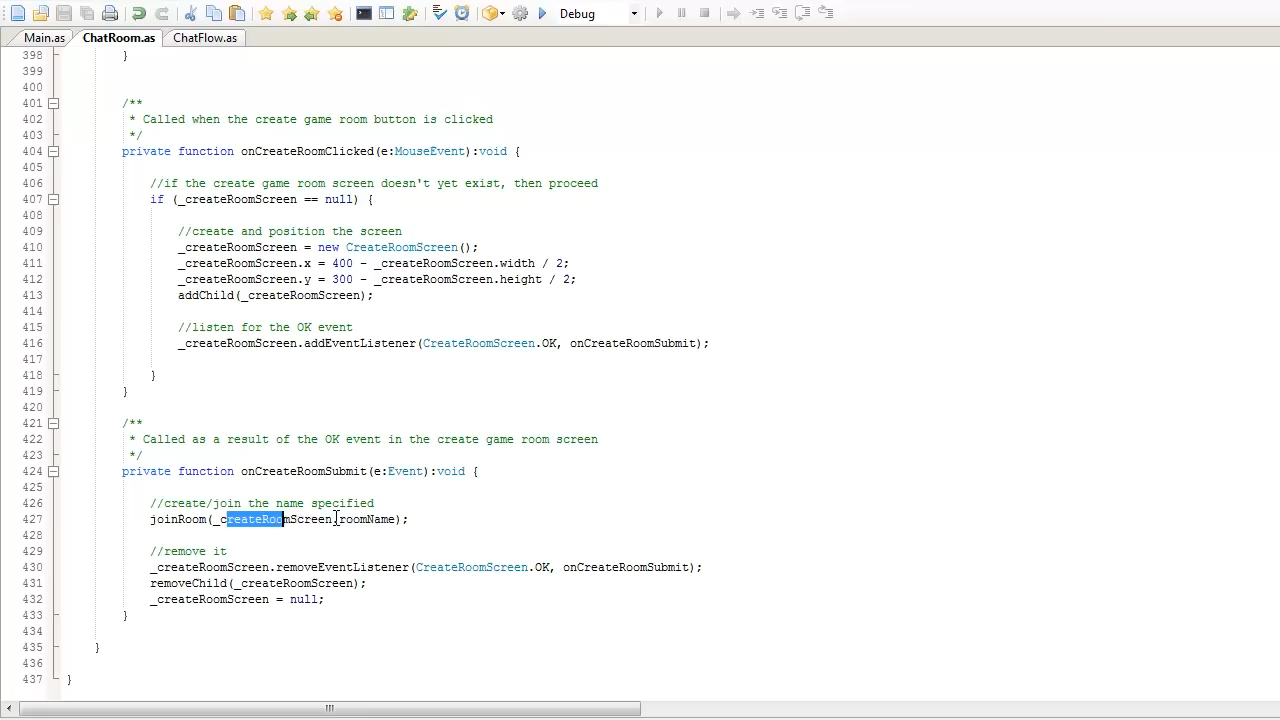 Debug
Main.as ChatRoom.as ChatFlow.as
398 }
399
400
401 /**
402 * Called when the create game room button is clicked
403 */
404 private function onCreateRoomClicked(e:MouseEvent):void {
405
406 //if the create game room screen doesn't yet exist, then proceed
407 if (_createRoomScreen == null) {
408
409 //create and position the screen
410 _createRoomScreen = new CreateRoomScreen();
411 _createRoomScreen.x = 400 - _createRoomScreen.width / 2;
412 _createRoomScreen.y = 300 - _createRoomScreen.height / 2;
413 addChild(_createRoomScreen);
414
415 //listen for the OK event
416 _createRoomScreen.addEventListener(CreateRoomScreen.OK, onCreateRoomSubmit);
417
418 }
419 }
420
421 /**
422 * Called as a result of the OK event in the create game room screen
423 */
424 private function onCreateRoomSubmit(e:Event):void {
425
426 //create/join the name specified
427 joinRoom(_createRoomScreen.roomName);
428
429 //remove it
430 _createRoomScreen.removeEventListener(CreateRoomScreen.OK, onCreateRoomSubmit);
431 removeChild(_createRoomScreen);
432 _createRoomScreen = null;
433 }
434
435 }
436
437 }